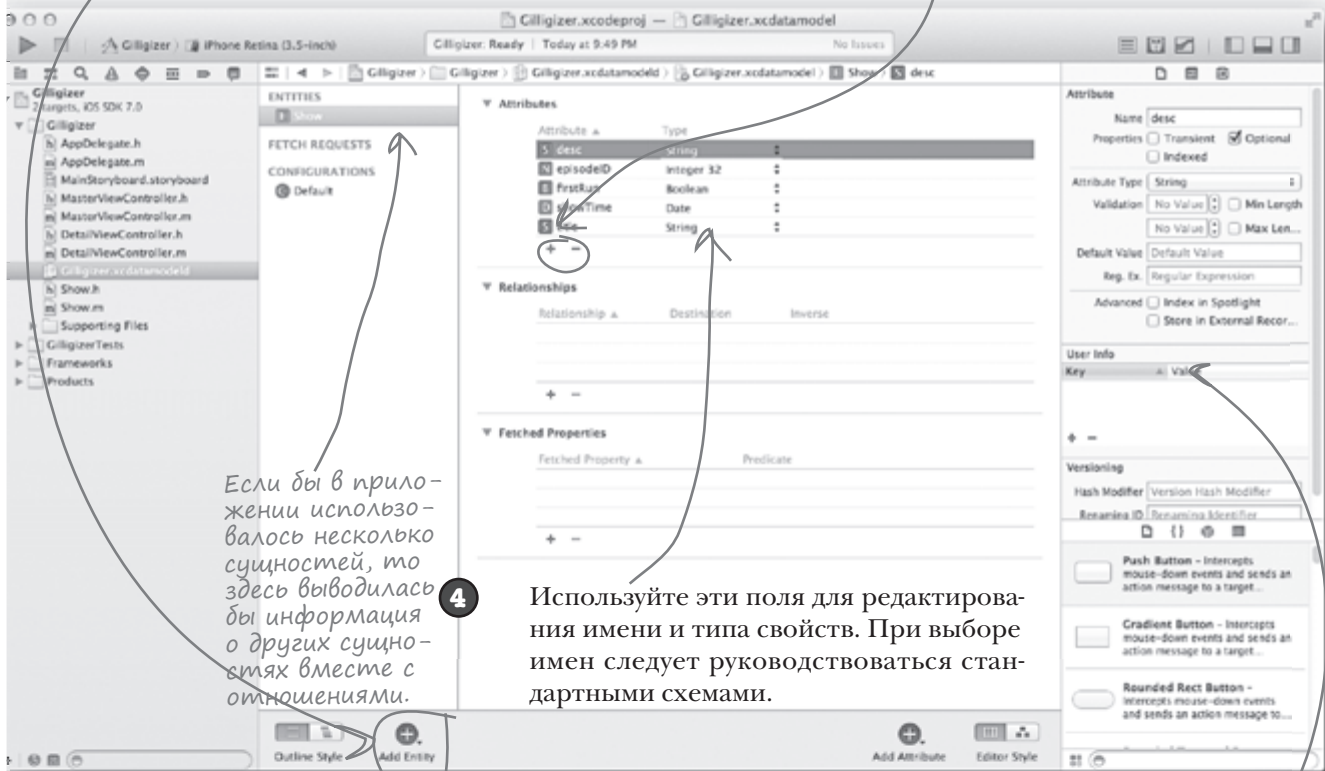 Gilligizer.xcodeproj — Gilligizer.xcdatamodel
Gilligizer › iPhone Retina (3.5-inch)
Gilligizer: Ready | Today at 9:49 PM
No Issues
Gilligizer › Gilligizer › Gilligizer.xcdatamodeld › Gilligizer.xcdatamodel › Show › desc
Gilligizer
2 targets, iOS SDK 7.0
Gilligizer
AppDelegate.h
AppDelegate.m
MainStoryboard.storyboard
MasterViewController.h
MasterViewController.m
DetailViewController.h
DetailViewController.m
Gilligizer.xcdatamodeld
Show.h
Show.m
Supporting Files
GilligizerTests
Frameworks
Products
ENTITIES
Show
FETCH REQUESTS
CONFIGURATIONS
Default
Attributes
Attribute Type
desc String
episodeID Integer 32
firstRun Boolean
showTime Date
String
Relationships
Relationship Destination Inverse
Fetched Properties
Fetched Property Predicate
Attribute
Name desc
Properties Transient Optional
Indexed
Attribute Type String
Validation No Value Min Length
No Value Max Len...
Default Value Default Value
Reg. Ex. Regular Expression
Advanced Index in Spotlight
Store in External Recor...
User Info
Key Value
Versioning
Hash Modifier Version Hash Modifier
Renaming ID Renaming Identifier
Push Button - Intercepts
mouse-down events and sends an
action message to a target...
Gradient Button - Intercepts
mouse-down events and sends an
action message to a target...
Rounded Rect Button -
Intercepts mouse-down events
and sends an action message to....
Если бы в прило-
жении использо-
валось несколько
сущностей, то
здесь выводилась
бы информация
о других сущно-
стях вместе с
отношениями.
4
Используйте эти поля для редактирова-
ния имени и типа свойств. При выборе
имен следует руководствоваться стан-
дартными схемами.
Outline Style
Add Entity
Add Attribute
Editor Style